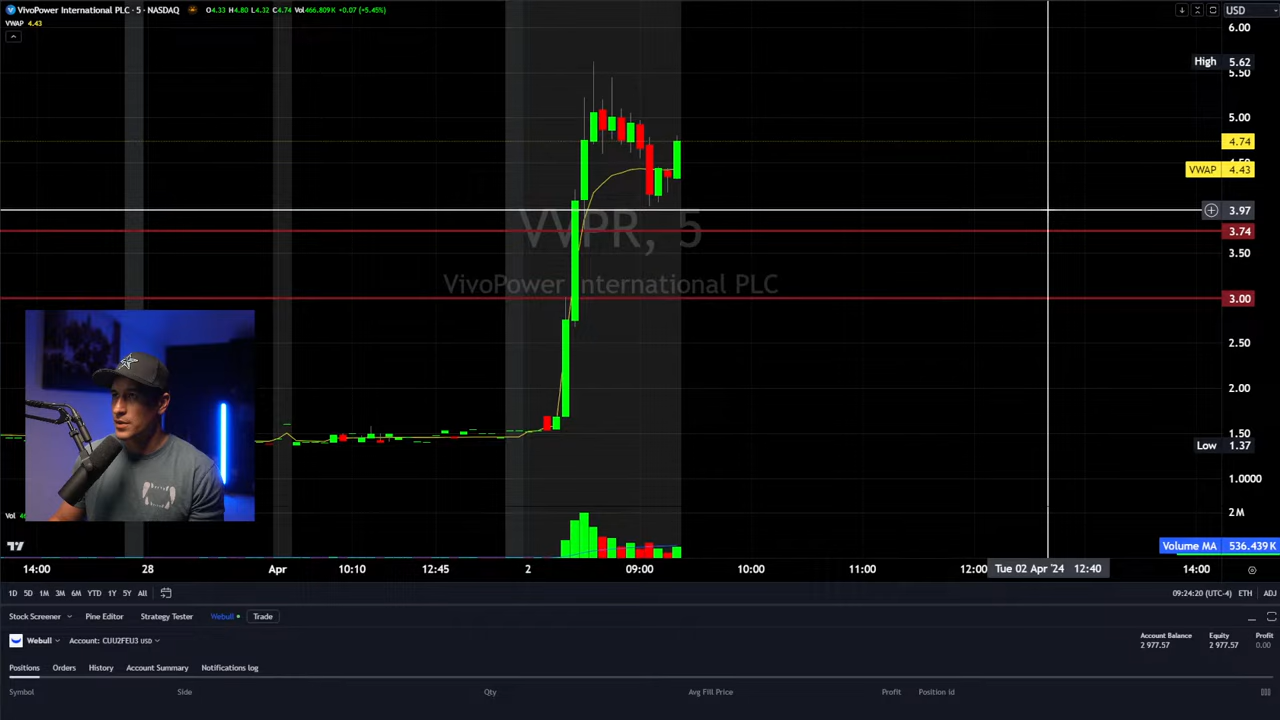 VivoPower International PLC · 5 · NASDAQ O4.33 H4.80 L4.32 C4.74 Vol466.809K +0.07 (+5.45%)
VWAP 4.43
USD
6.00
High 5.62
5.50
5.00
4.74
VWAP 4.43
3.97
3.74
3.50
3.00
2.50
2.00
1.50
Low 1.37
1.0000
2M
Volume MA 536.439K
VVPR, 5
VivoPower International PLC
Vol
14:00 28 Apr 10:10 12:45 2 09:00 10:00 11:00 12:00 Tue 02 Apr '24 12:40 14:00
1D 5D 1M 3M 6M YTD 1Y 5Y All 09:24:20 (UTC-4) ETH ADJ
Stock Screener Pine Editor Strategy Tester Webull Trade
Webull Account: CUU2FEU3 USD
Account Balance Equity Profit
2 977.57 2 977.57 0.00
Positions Orders History Account Summary Notifications log
Symbol Side Qty Avg Fill Price Profit Position id